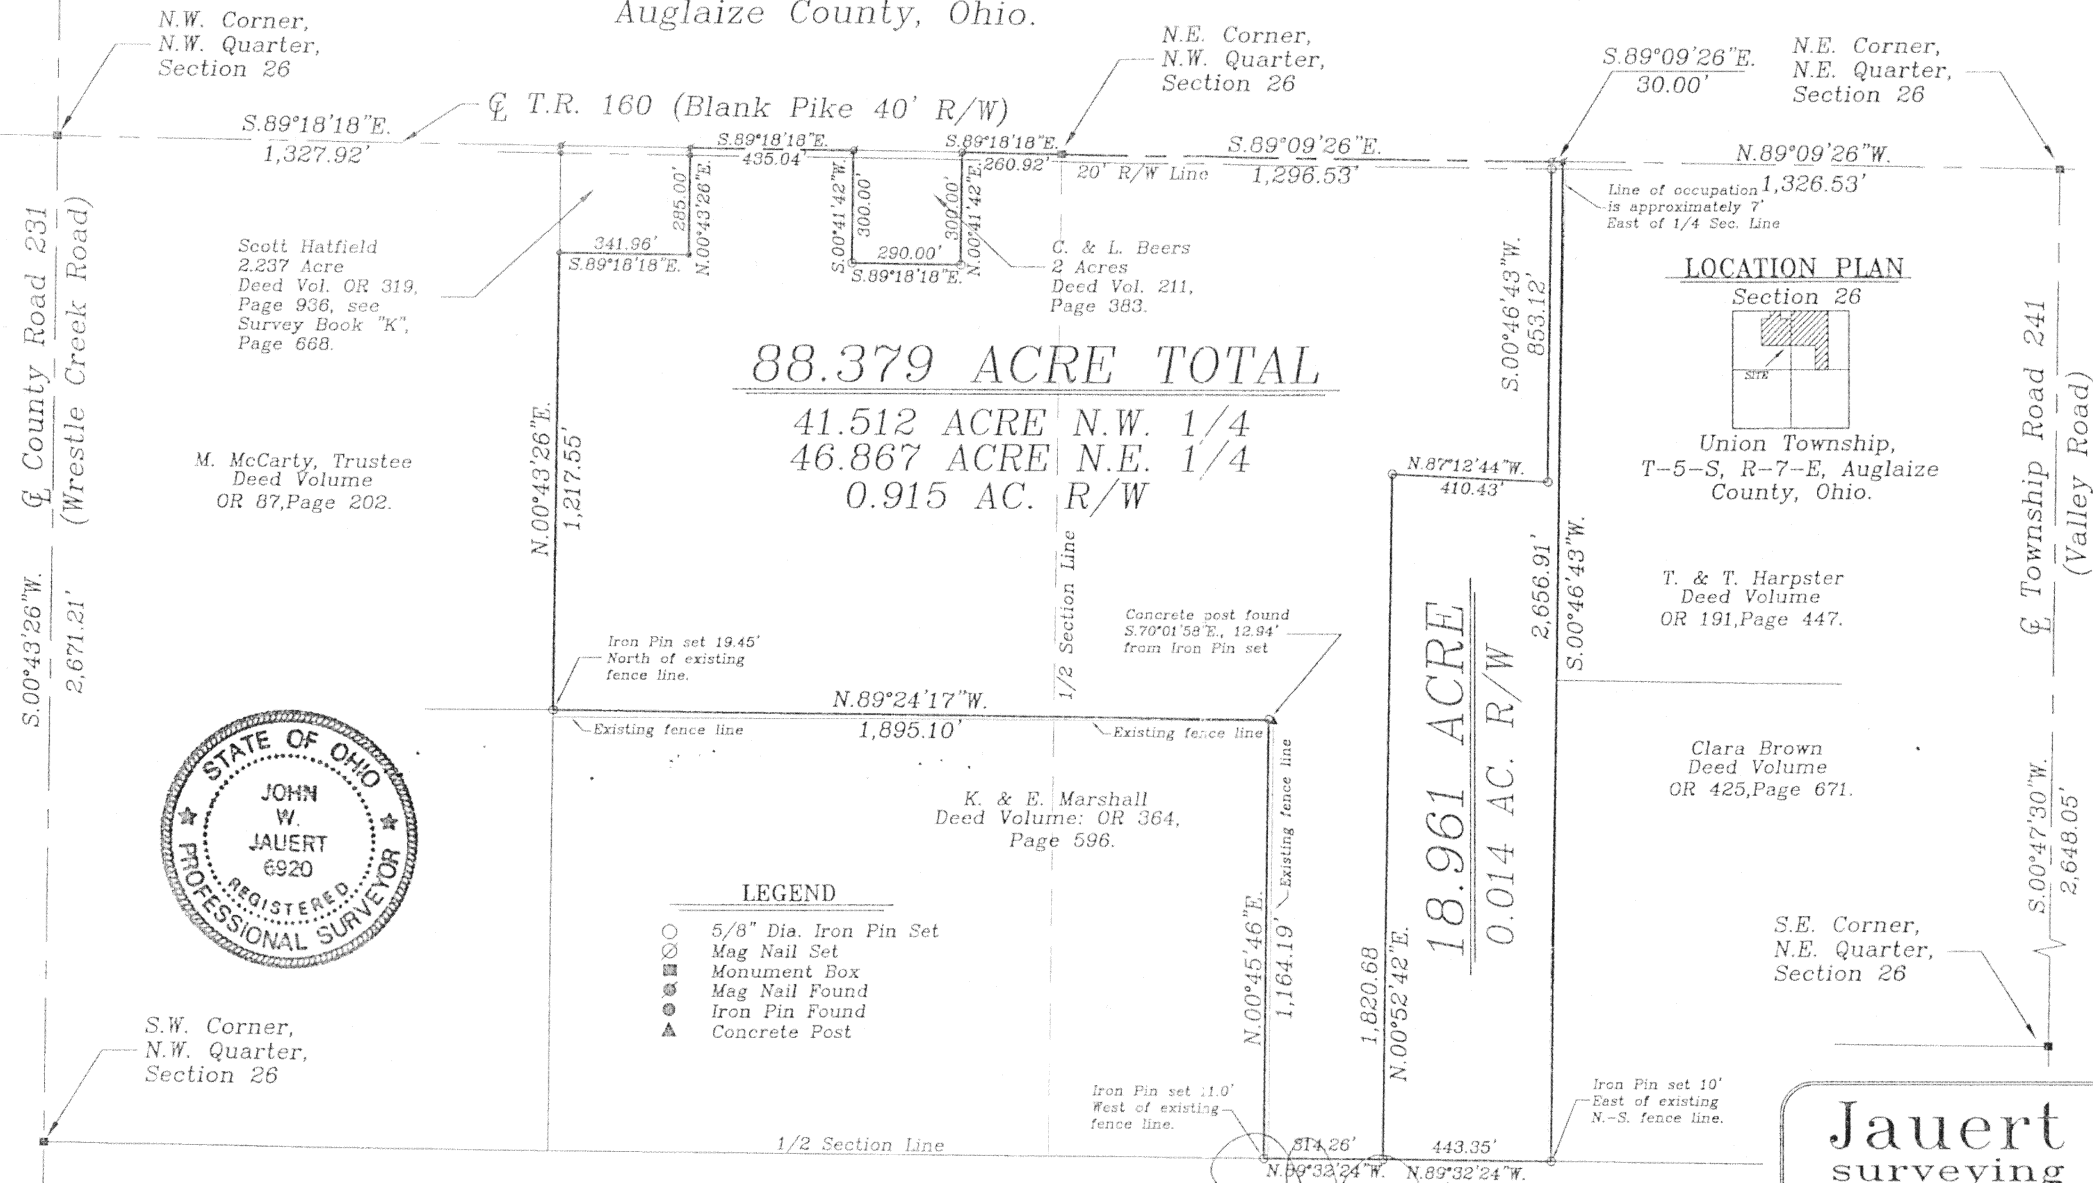 Auglaize County, Ohio.
N.W. Corner,
N.W. Quarter,
Section 26
N.E. Corner,
N.W. Quarter,
Section 26
S.89°09'26"E.
30.00'
N.E. Corner,
N.E. Quarter,
Section 26
℄ T.R. 160 (Blank Pike 40' R/W)
S.89°18'18"E.
1,327.92'
S.89°18'18"E.
435.04'
S.89°18'18"E.
260.92'
S.89°09'26"E.
1,296.53'
20' R/W Line
N.89°09'26"W.
1,326.53'
Line of occupation
is approximately 7'
East of 1/4 Sec. Line
285.00'
N.00°43'26"E.
S.00°41'42"W.
300.00'
300.00'
N.00°41'42"E.
341.96'
S.89°18'18"E.
290.00'
S.89°18'18"E.
Scott Hatfield
2.237 Acre
Deed Vol. OR 319,
Page 936, see
Survey Book "K",
Page 668.
C. & L. Beers
2 Acres
Deed Vol. 211,
Page 383.
LOCATION PLAN
Section 26
SITE
Union Township,
T-5-S, R-7-E, Auglaize
County, Ohio.
℄ County Road 231
(Wrestle Creek Road)
S.00°43'26"W.
2,671.21'
88.379 ACRE TOTAL
41.512 ACRE N.W. 1/4
46.867 ACRE N.E. 1/4
0.915 AC. R/W
S.00°46'43"W.
853.12'
N.87°12'44"W.
410.43'
M. McCarty, Trustee
Deed Volume
OR 87,Page 202.
N.00°43'26"E.
1,217.55'
1/2 Section Line
2,656.91'
S.00°46'43"W.
T. & T. Harpster
Deed Volume
OR 191,Page 447.
℄ Township Road 241
(Valley Road)
S.00°47'30"W.
2,648.05'
Iron Pin set 19.45'
North of existing
fence line.
Concrete post found
S.70°01'58"E., 12.94'
from Iron Pin set
N.89°24'17"W.
1,895.10'
Existing fence line
Existing fence line
18.961 ACRE
0.014 AC. R/W
Clara Brown
Deed Volume
OR 425,Page 671.
K. & E. Marshall
Deed Volume: OR 364,
Page 596.
Existing fence line
N.00°45'46"E.
1,164.19'
1,820.68
N.00°52'42"E.
STATE OF OHIO
JOHN
W.
JAUERT
6920
REGISTERED
PROFESSIONAL SURVEYOR
LEGEND
5/8" Dia. Iron Pin Set
Mag Nail Set
Monument Box
Mag Nail Found
Iron Pin Found
Concrete Post
S.E. Corner,
N.E. Quarter,
Section 26
S.W. Corner,
N.W. Quarter,
Section 26
Iron Pin set 11.0'
West of existing
fence line.
Iron Pin set 10'
East of existing
N.-S. fence line.
1/2 Section Line
314.26'
N.89°32'24"W.
443.35'
N.89°32'24"W.
Jauert
surveying